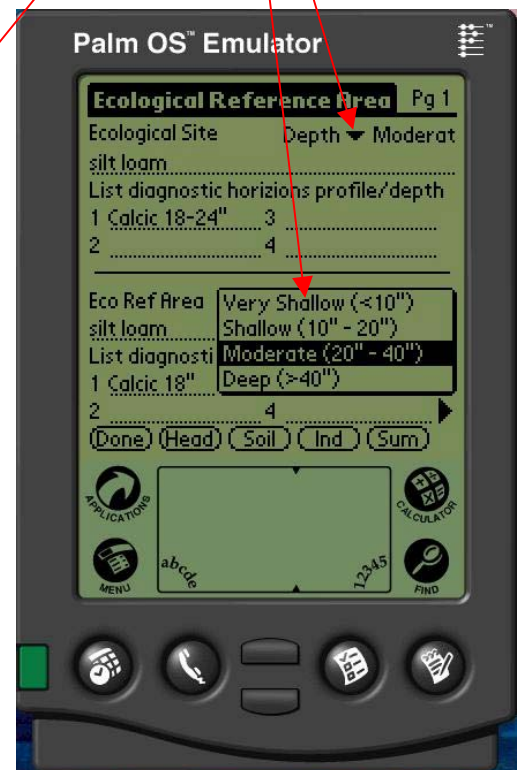 Palm OS™ Emulator
Ecological Reference Area Pg 1
Ecological Site Depth Moderat
silt loam
List diagnostic horizions profile/depth
1 Calcic 18-24" 3
2 4
Eco Ref Area Very Shallow (<10")
silt loam Shallow (10" - 20")
List diagnosti Moderate (20" - 40")
1 Calcic 18" Deep (>40")
2 4
Done Head Soil Ind Sum
APPLICATIONS CALCULATOR
abcde 12345
MENU FIND